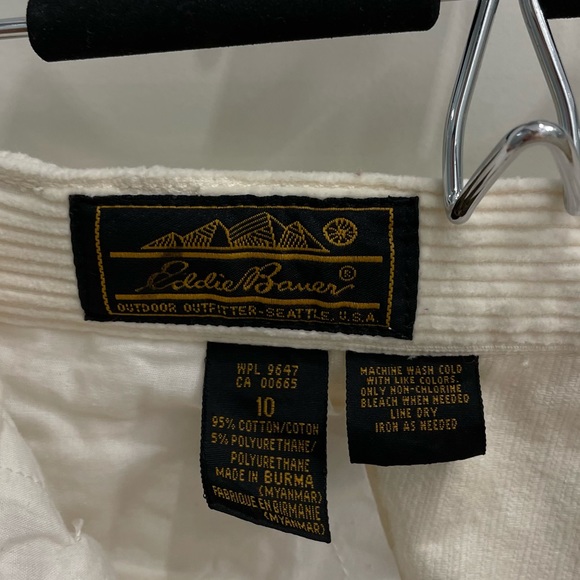 Eddie Bauer®
OUTDOOR OUTFITTER-SEATTLE, U.S.A.
WPL 9647
CA 00665
10
95% COTTON/COTON
5% POLYURETHANE/
POLYURETHANE
MADE IN BURMA
(MYANMAR)
FABRIQUE EN BIRMANIE
(MYANMAR)
MACHINE WASH COLD
WITH LIKE COLORS.
ONLY NON-CHLORINE
BLEACH WHEN NEEDED
LINE DRY
IRON AS NEEDED